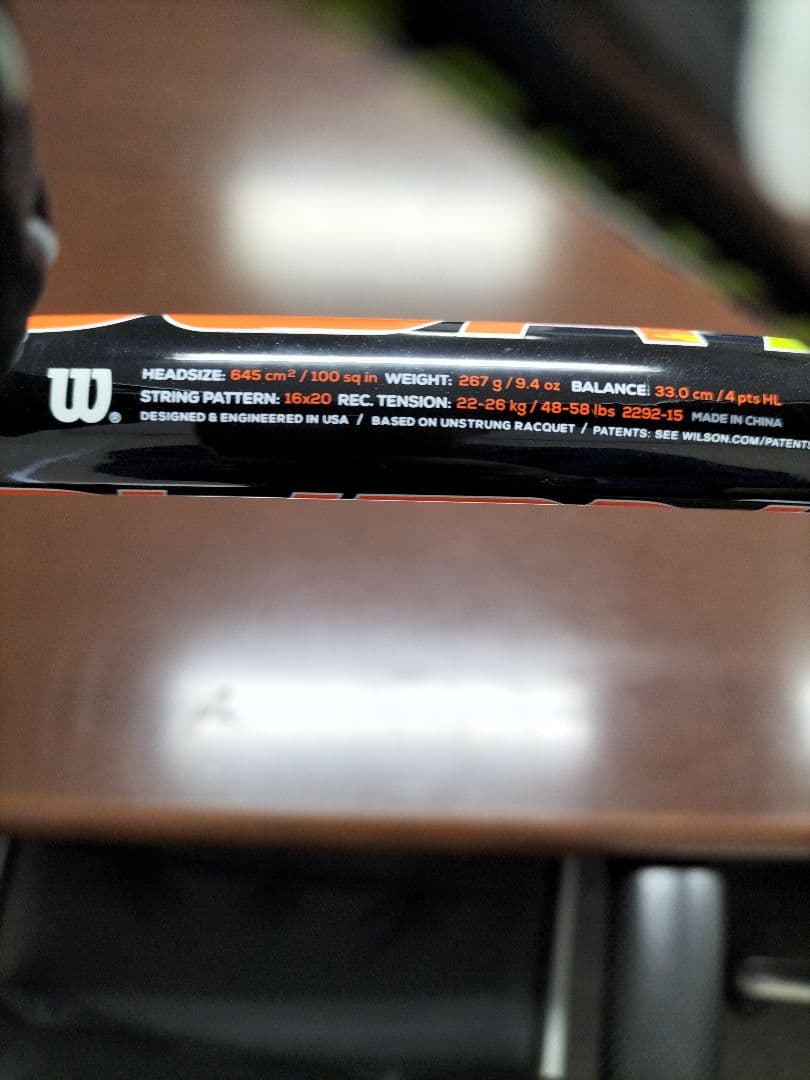 W®
HEADSIZE: 645 cm² / 100 sq in WEIGHT: 267 g / 9.4 oz BALANCE: 33.0 cm / 4 pts HL
STRING PATTERN: 16x20 REC. TENSION: 22-26 kg / 48-58 lbs 2292-15 MADE IN CHINA
DESIGNED & ENGINEERED IN USA / BASED ON UNSTRUNG RACQUET / PATENTS: SEE WILSON.COM/PATENTS